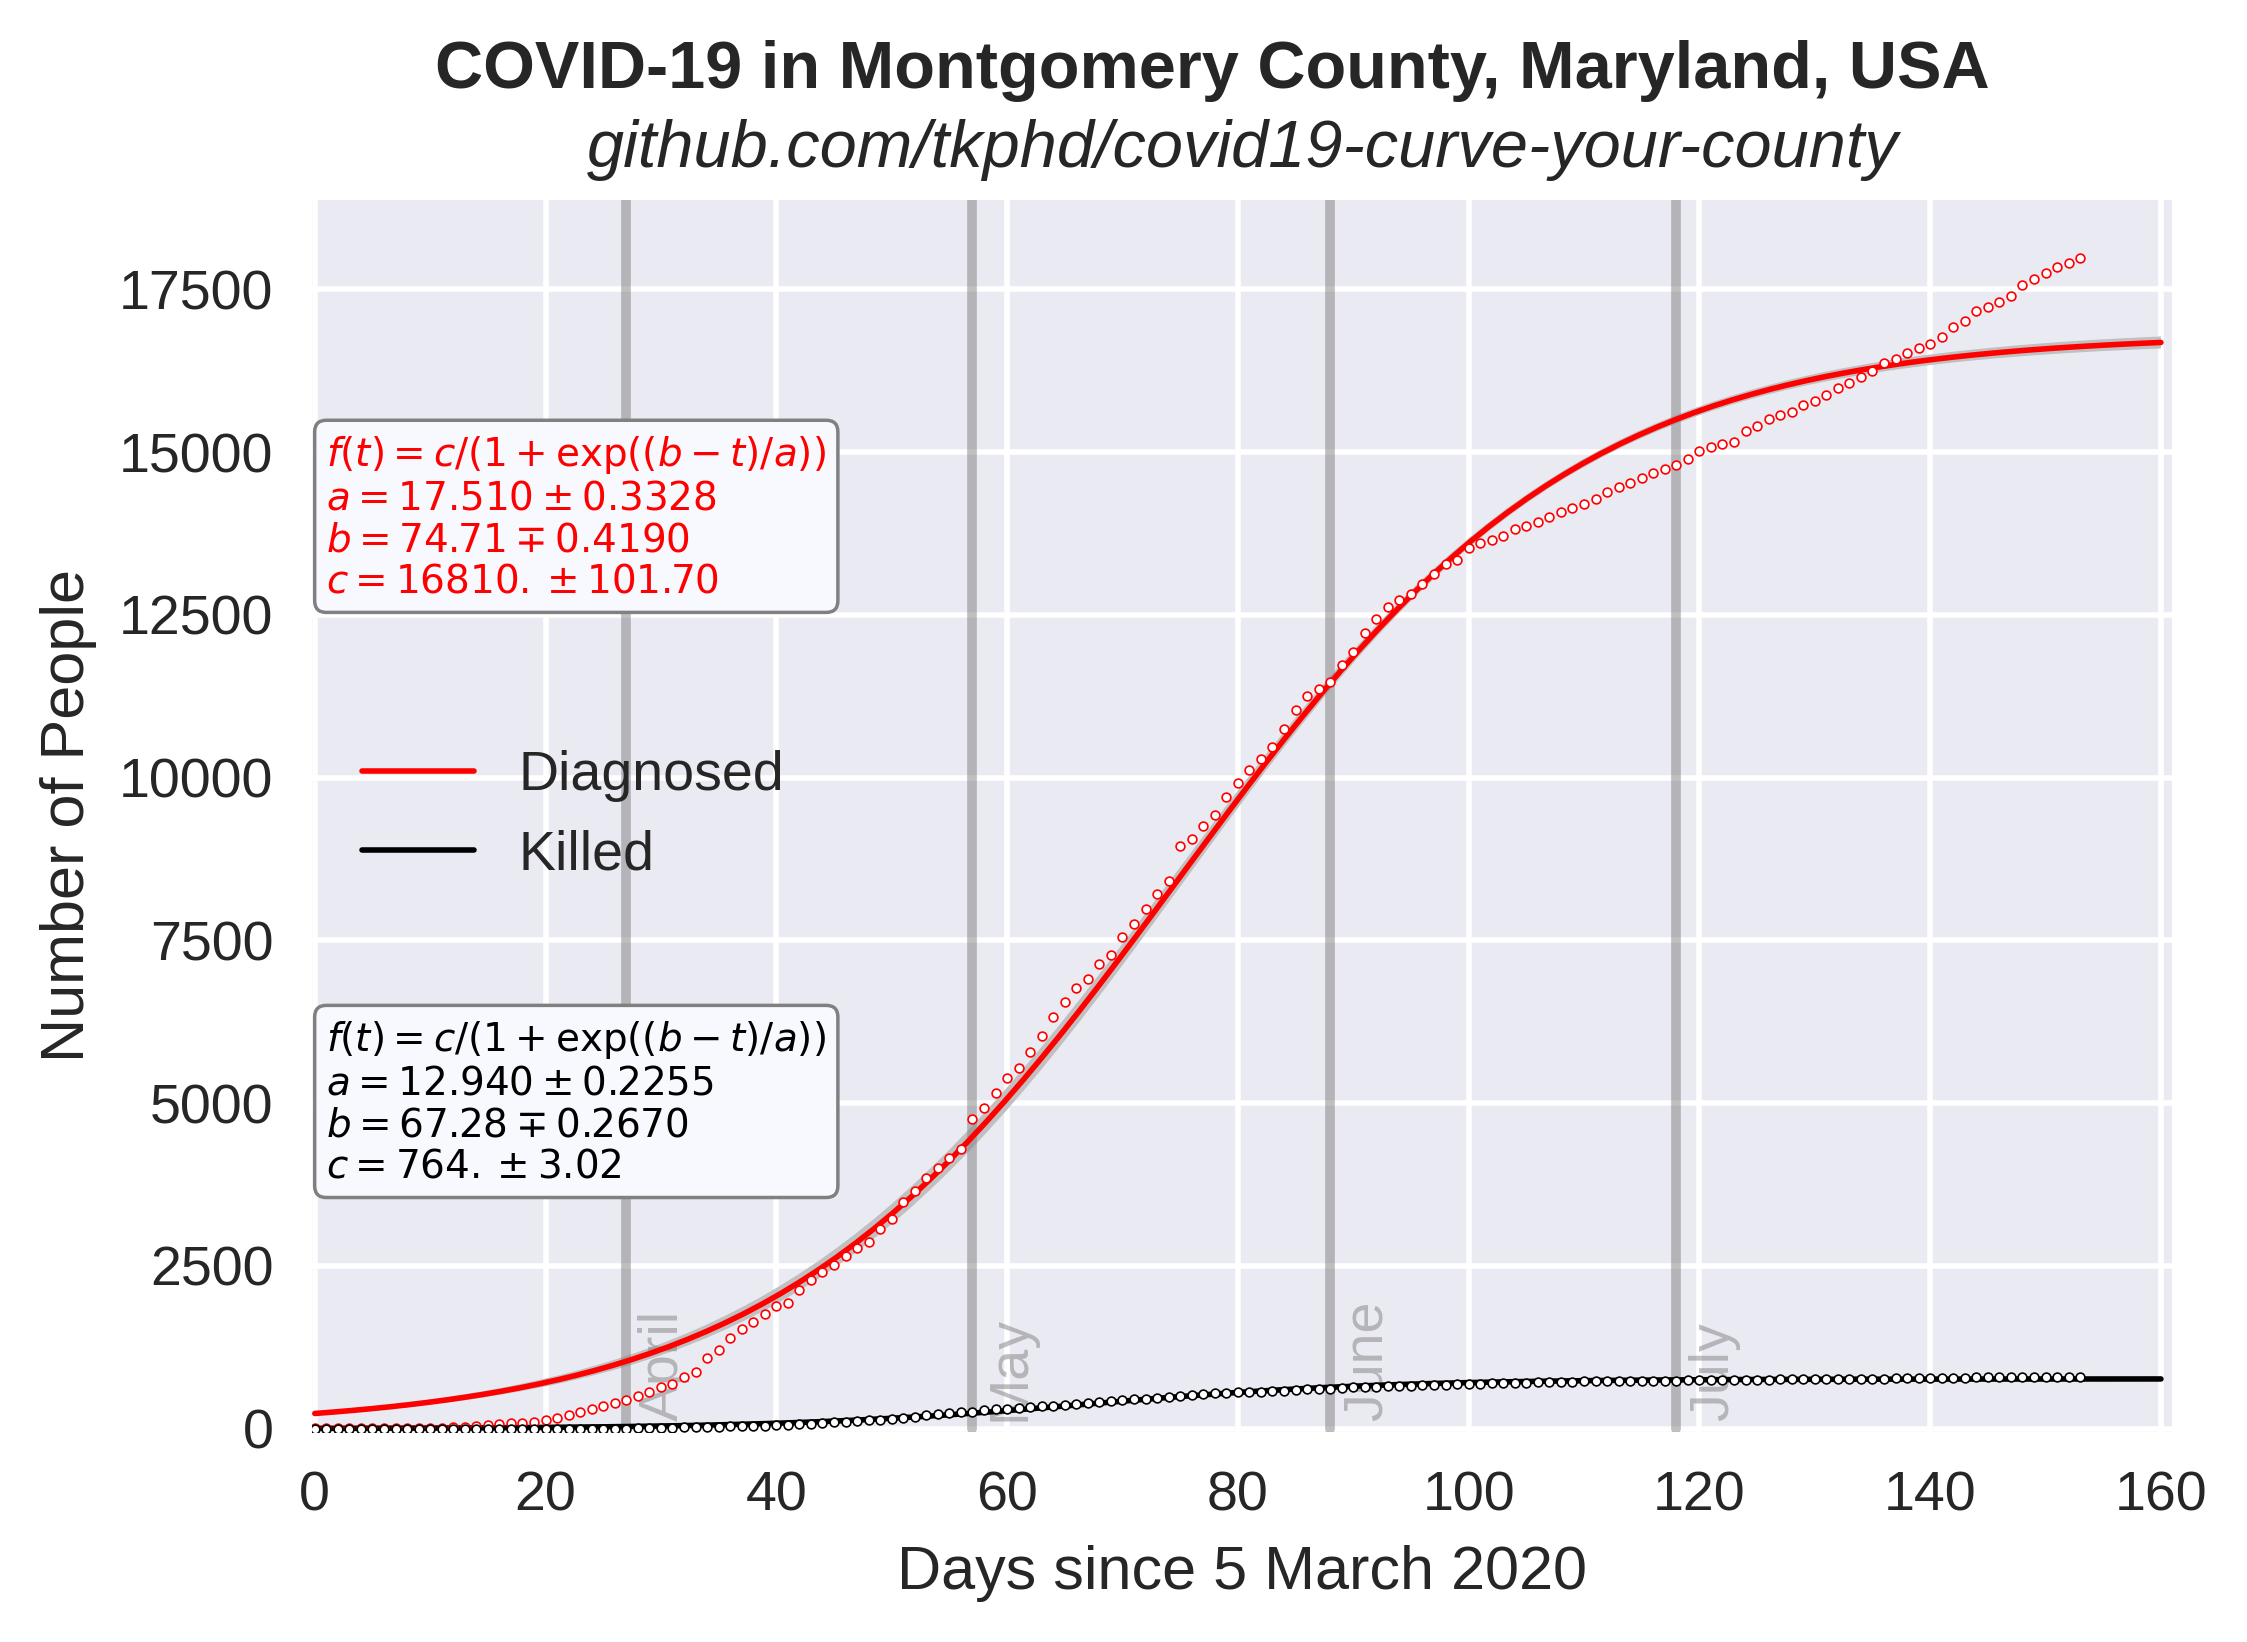 COVID-19 in Montgomery County, Maryland, USA
github.com/tkphd/covid19-curve-your-county
Number of People
17500
15000
12500
10000
7500
5000
2500
0
f(t) = c/(1 + exp((b − t)/a))
a = 17.510 ± 0.3328
b = 74.71 ∓ 0.4190
c = 16810. ± 101.70
Diagnosed
Killed
f(t) = c/(1 + exp((b − t)/a))
a = 12.940 ± 0.2255
b = 67.28 ∓ 0.2670
c = 764. ± 3.02
April
May
June
July
0 20 40 60 80 100 120 140 160
Days since 5 March 2020